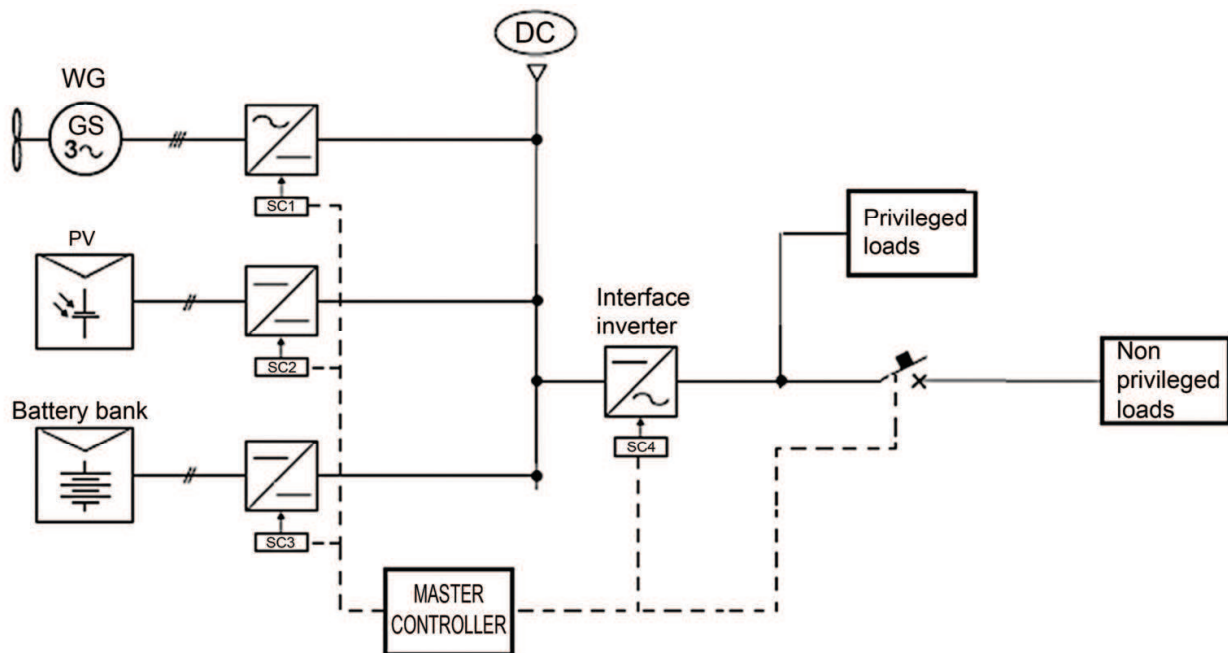 DC
WG
GS
3~
SC1
Privileged
loads
PV
Interface
inverter
SC2
Non
privileged
loads
Battery bank
SC4
SC3
MASTER
CONTROLLER